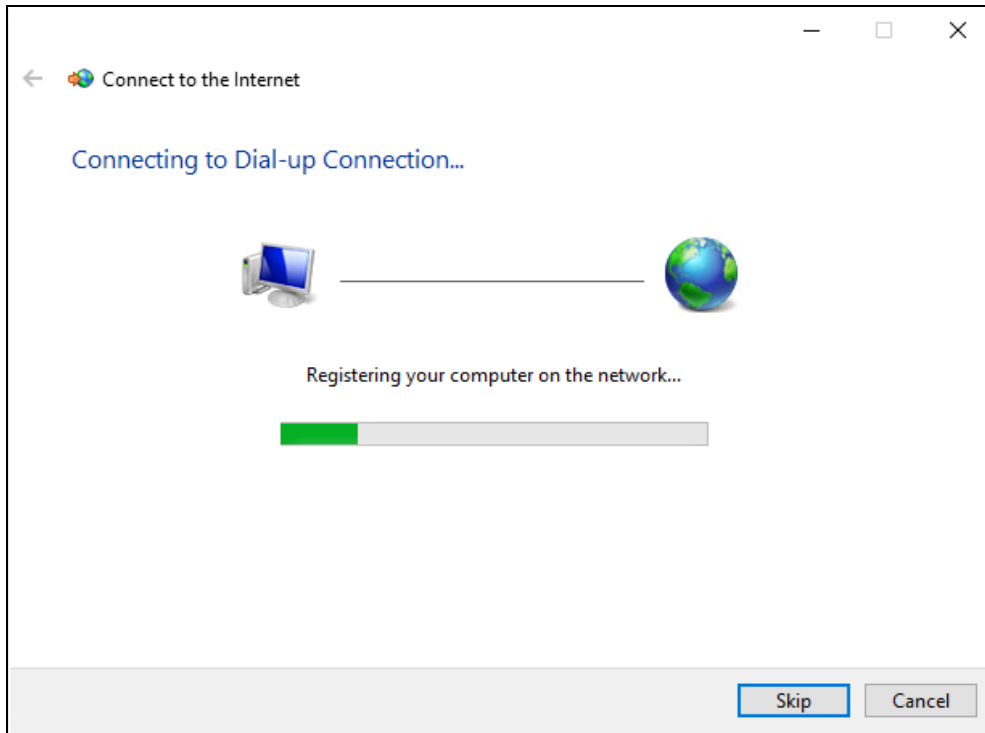 Connect to the Internet
Connecting to Dial-up Connection...
Registering your computer on the network...
Skip Cancel